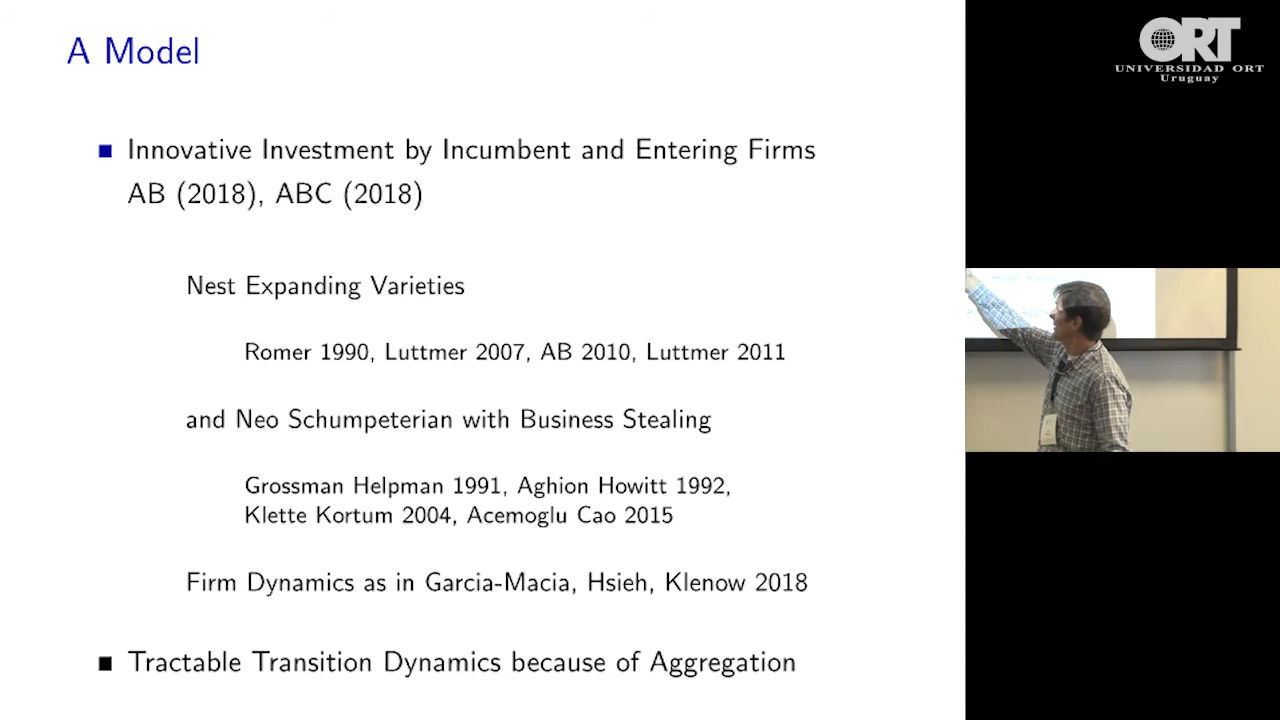 A Model
Innovative Investment by Incumbent and Entering Firms
AB (2018), ABC (2018)
Nest Expanding Varieties
Romer 1990, Luttmer 2007, AB 2010, Luttmer 2011
and Neo Schumpeterian with Business Stealing
Grossman Helpman 1991, Aghion Howitt 1992,
Klette Kortum 2004, Acemoglu Cao 2015
Firm Dynamics as in Garcia-Macia, Hsieh, Klenow 2018
Tractable Transition Dynamics because of Aggregation
ORT
UNIVERSIDAD ORT
Uruguay